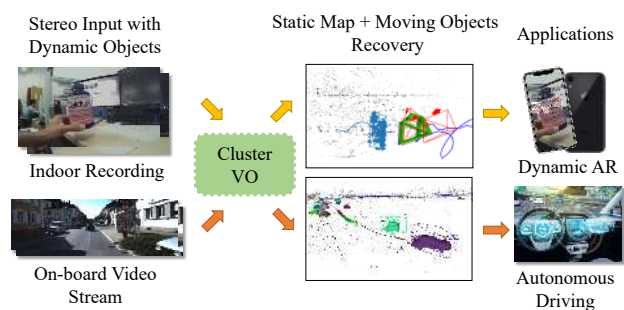 Stereo Input with
Dynamic Objects
Static Map + Moving Objects
Recovery
Applications
Cluster
VO
Indoor Recording
Dynamic AR
On-board Video
Stream
Autonomous
Driving